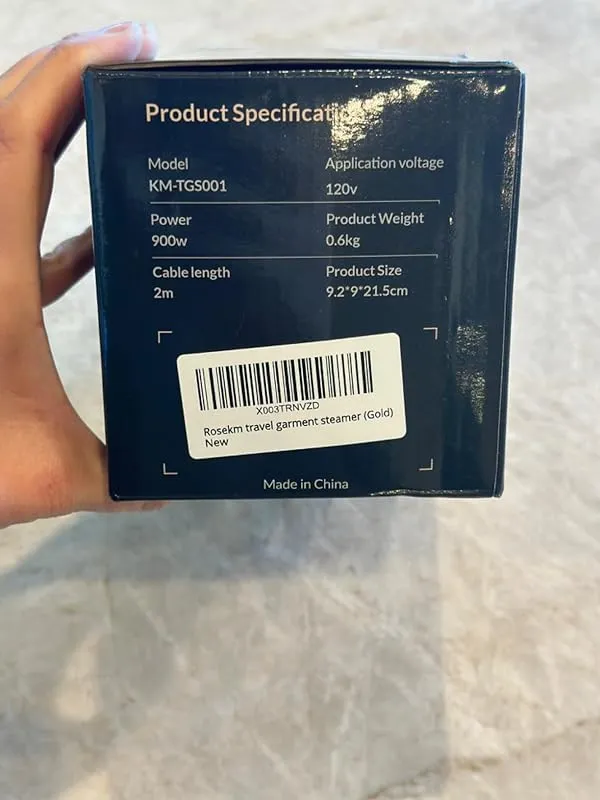 Product Specificati
Model
KM-TGS001
Application voltage
120v
Power
900w
Product Weight
0.6kg
Cable length
2m
Product Size
9.2*9*21.5cm
X003TRNVZD
Rosekm travel garment steamer (Gold)
New
Made in China